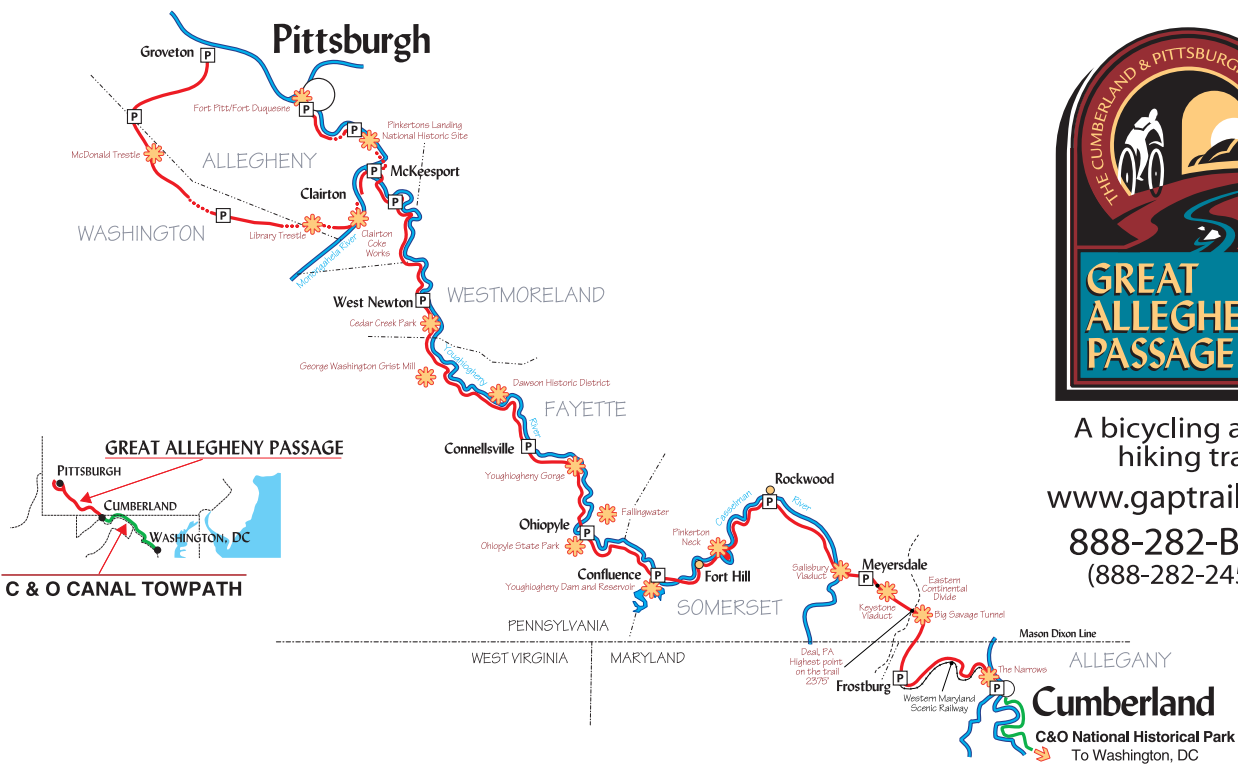 Pittsburgh
Groveton
P
P
Fort Pitt/Fort Duquesne
P
P
Pinkertons Landing
National Historic Site
McDonald Trestle
ALLEGHENY
P
McKeesport
Clairton
P
P
WASHINGTON
Library Trestle
Clairton
Coke
Works
Monongahela River
West Newton
P
WESTMORELAND
Cedar Creek Park
George Washington Grist Mill
Youghiogheny
River
Dawson Historic District
FAYETTE
Connellsville
P
Youghlogheny Gorge
Rockwood
P
Casselman
River
Fallingwater
Ohiopyle
P
Ohlopyle State Park
Pinkerton
Neck
Confluence
P
Fort Hill
Youghlogheny Dam and Reservoir
SOMERSET
Salisbury
Viaduct
Meyersdale
P
Eastern
Continental
Divide
Keystone
Viaduct
Big Savage Tunnel
PENNSYLVANIA
Mason Dixon Line
WEST VIRGINIA
MARYLAND
Deal, PA
Highest point
on the trail
2375'
ALLEGANY
The Narrows
Frostburg
P
Western Maryland
Scenic Railway
P
Cumberland
C&O National Historical Park
To Washington, DC
GREAT ALLEGHENY PASSAGE
PITTSBURGH
CUMBERLAND
WASHINGTON, DC
C & O CANAL TOWPATH
THE CUMBERLAND & PITTSBURG
GREAT
ALLEGHE
PASSAGE
A bicycling a
hiking tra
www.gaptrail
888-282-B
(888-282-245